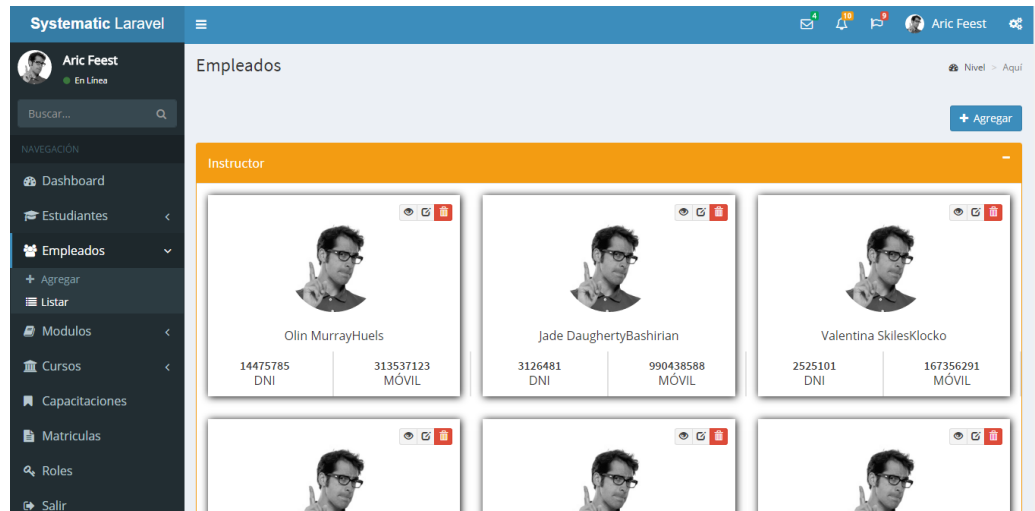 Systematic Laravel
4
10
9
Aric Feest
Aric Feest
En Línea
Buscar...
NAVEGACIÓN
Dashboard
Estudiantes
Empleados
Agregar
Listar
Modulos
Cursos
Capacitaciones
Matriculas
Roles
Salir
Empleados
Nivel > Aquí
Agregar
Instructor
Olin MurrayHuels
14475785 313537123
DNI MÓVIL
Jade DaughertyBashirian
3126481 990438588
DNI MÓVIL
Valentina SkilesKlocko
2525101 167356291
DNI MÓVIL